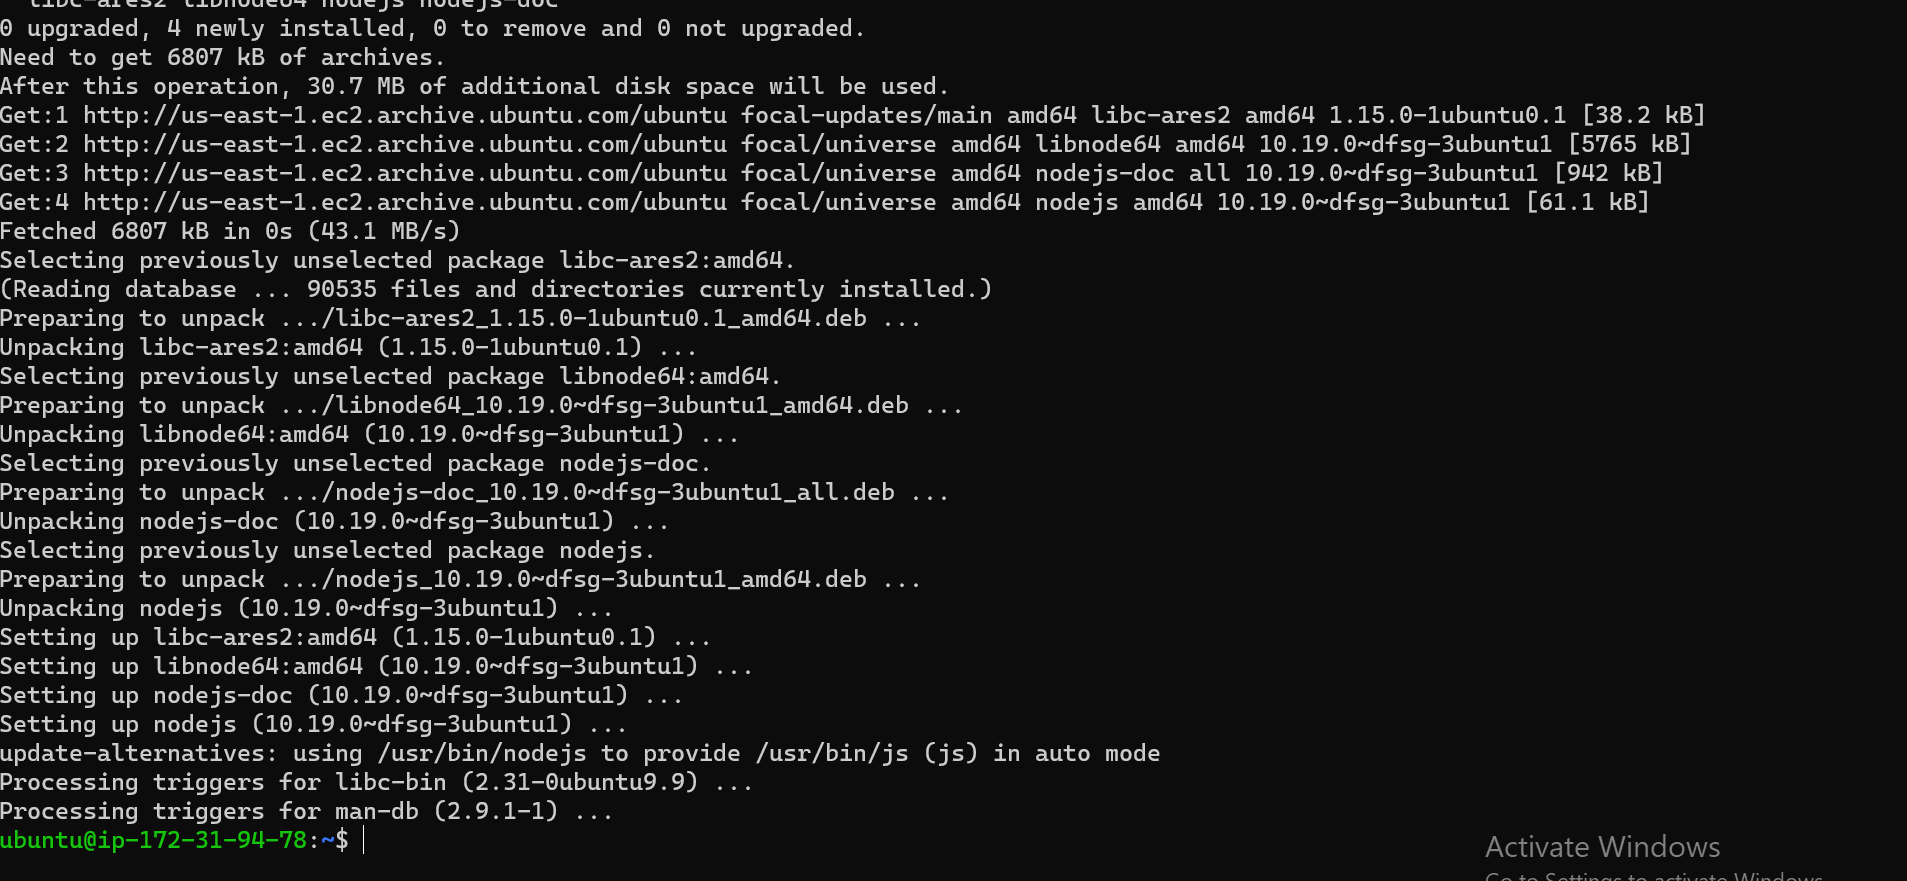 libc-ares2 libnode64 nodejs nodejs-doc
0 upgraded, 4 newly installed, 0 to remove and 0 not upgraded.
Need to get 6807 kB of archives.
After this operation, 30.7 MB of additional disk space will be used.
Get:1 http://us-east-1.ec2.archive.ubuntu.com/ubuntu focal-updates/main amd64 libc-ares2 amd64 1.15.0-1ubuntu0.1 [38.2 kB]
Get:2 http://us-east-1.ec2.archive.ubuntu.com/ubuntu focal/universe amd64 libnode64 amd64 10.19.0~dfsg-3ubuntu1 [5765 kB]
Get:3 http://us-east-1.ec2.archive.ubuntu.com/ubuntu focal/universe amd64 nodejs-doc all 10.19.0~dfsg-3ubuntu1 [942 kB]
Get:4 http://us-east-1.ec2.archive.ubuntu.com/ubuntu focal/universe amd64 nodejs amd64 10.19.0~dfsg-3ubuntu1 [61.1 kB]
Fetched 6807 kB in 0s (43.1 MB/s)
Selecting previously unselected package libc-ares2:amd64.
(Reading database ... 90535 files and directories currently installed.)
Preparing to unpack .../libc-ares2_1.15.0-1ubuntu0.1_amd64.deb ...
Unpacking libc-ares2:amd64 (1.15.0-1ubuntu0.1) ...
Selecting previously unselected package libnode64:amd64.
Preparing to unpack .../libnode64_10.19.0~dfsg-3ubuntu1_amd64.deb ...
Unpacking libnode64:amd64 (10.19.0~dfsg-3ubuntu1) ...
Selecting previously unselected package nodejs-doc.
Preparing to unpack .../nodejs-doc_10.19.0~dfsg-3ubuntu1_all.deb ...
Unpacking nodejs-doc (10.19.0~dfsg-3ubuntu1) ...
Selecting previously unselected package nodejs.
Preparing to unpack .../nodejs_10.19.0~dfsg-3ubuntu1_amd64.deb ...
Unpacking nodejs (10.19.0~dfsg-3ubuntu1) ...
Setting up libc-ares2:amd64 (1.15.0-1ubuntu0.1) ...
Setting up libnode64:amd64 (10.19.0~dfsg-3ubuntu1) ...
Setting up nodejs-doc (10.19.0~dfsg-3ubuntu1) ...
Setting up nodejs (10.19.0~dfsg-3ubuntu1) ...
update-alternatives: using /usr/bin/nodejs to provide /usr/bin/js (js) in auto mode
Processing triggers for libc-bin (2.31-0ubuntu9.9) ...
Processing triggers for man-db (2.9.1-1) ...
ubuntu@ip-172-31-94-78:~$
Activate Windows
Go to Settings to activate Windows.